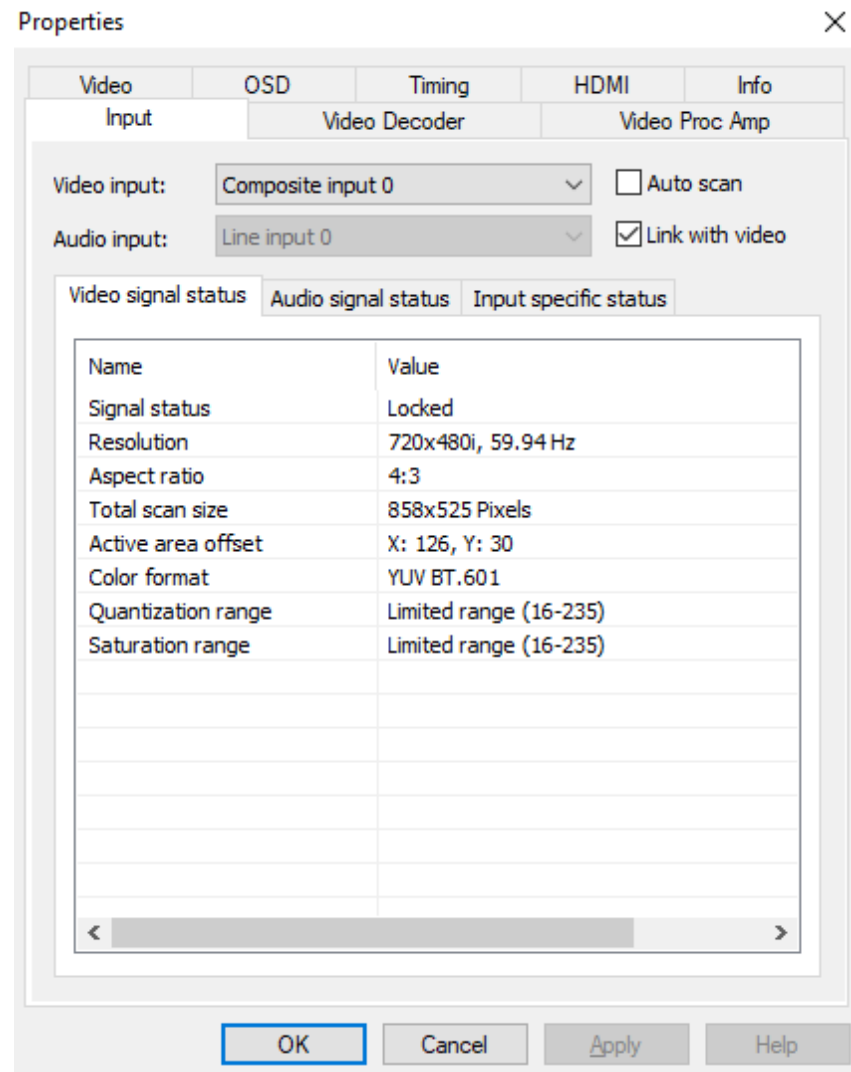 Properties
Video OSD Timing HDMI Info
Input Video Decoder Video Proc Amp
Video input: Composite input 0 Auto scan
Audio input: Line input 0 Link with video
Video signal status Audio signal status Input specific status
Name Value
Signal status Locked
Resolution 720x480i, 59.94 Hz
Aspect ratio 4:3
Total scan size 858x525 Pixels
Active area offset X: 126, Y: 30
Color format YUV BT.601
Quantization range Limited range (16-235)
Saturation range Limited range (16-235)
OK Cancel Apply Help